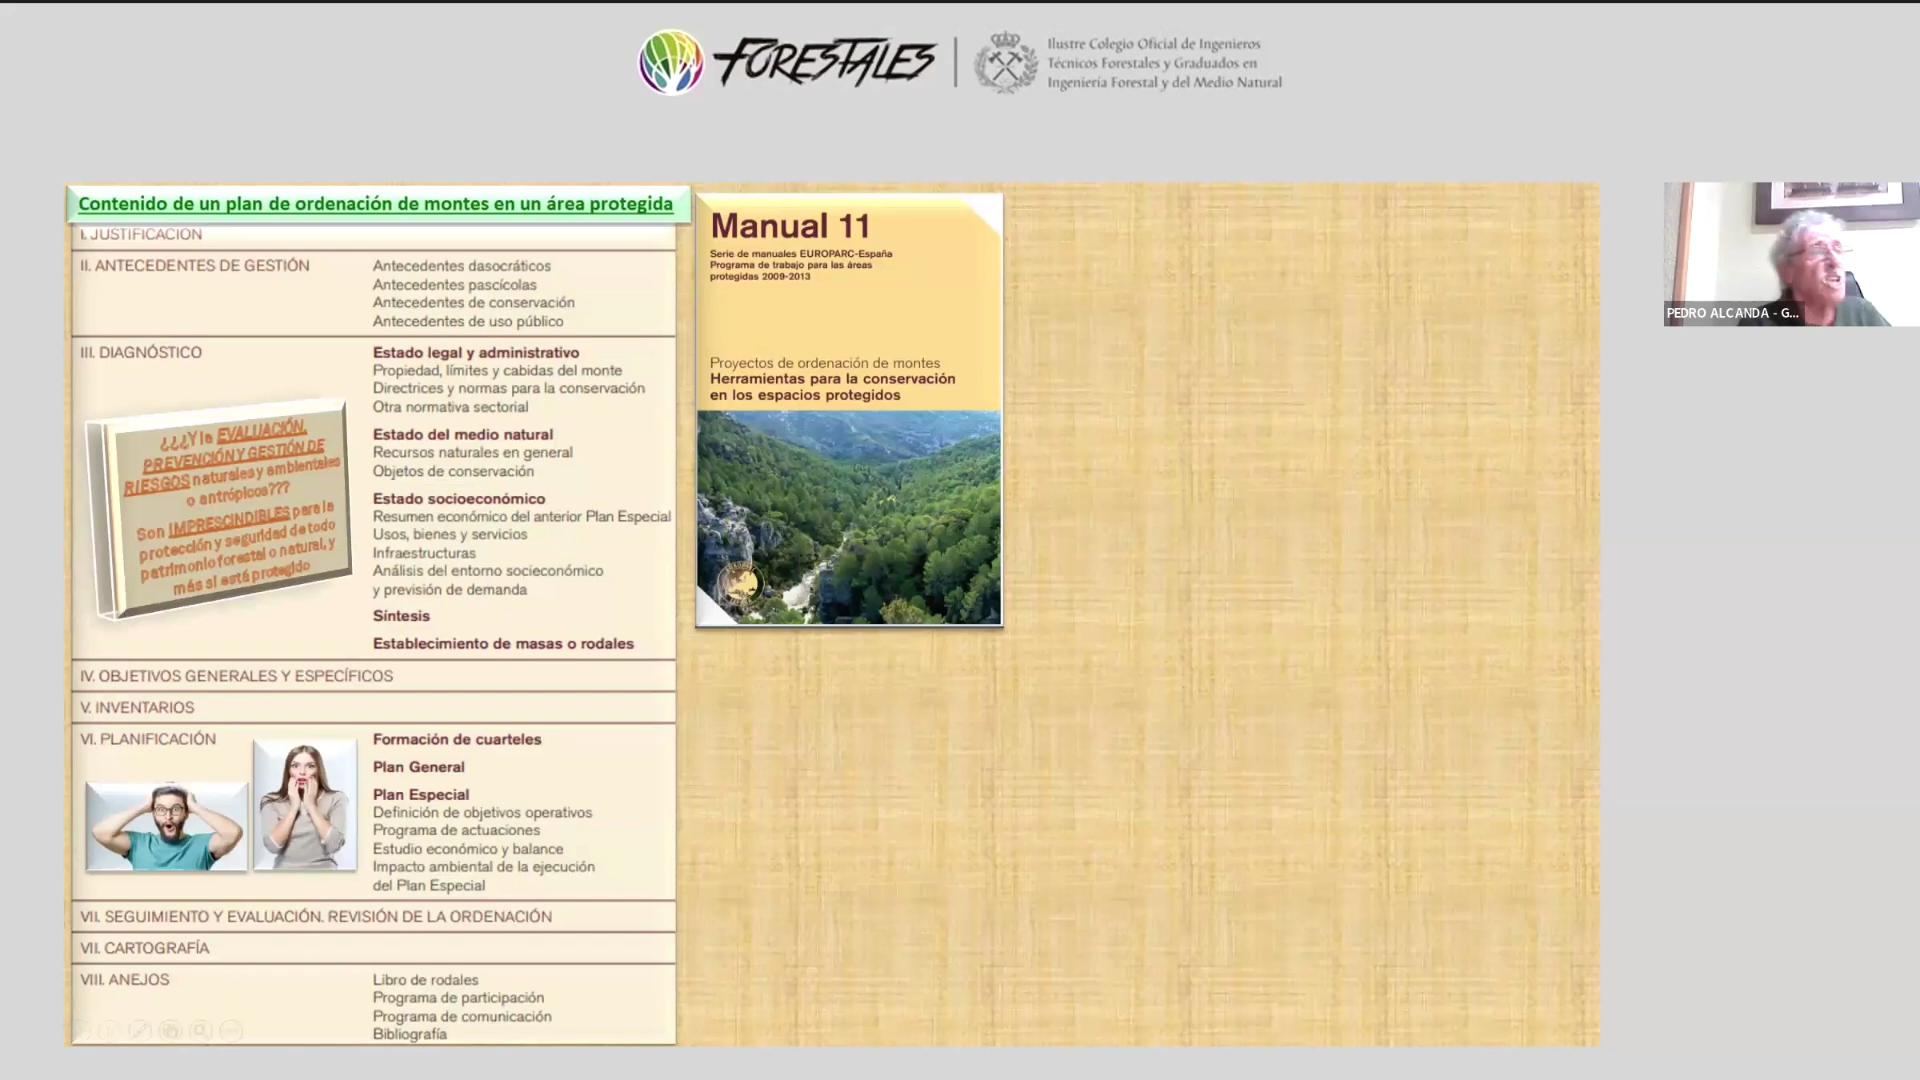 FORESTALES
Ilustre Colegio Oficial de Ingenieros
Técnicos Forestales y Graduados en
Ingeniería Forestal y del Medio Natural
Contenido de un plan de ordenación de montes en un área protegida
I. JUSTIFICACIÓN
II. ANTECEDENTES DE GESTIÓN
Antecedentes dasocráticos
Antecedentes pascícolas
Antecedentes de conservación
Antecedentes de uso público
III. DIAGNÓSTICO
Estado legal y administrativo
Propiedad, límites y cabidas del monte
Directrices y normas para la conservación
Otra normativa sectorial
Estado del medio natural
Recursos naturales en general
Objetos de conservación
Estado socioeconómico
Resumen económico del anterior Plan Especial
Usos, bienes y servicios
Infraestructuras
Análisis del entorno socioeconómico
y previsión de demanda
Síntesis
Establecimiento de masas o rodales
¿¿¿Y la EVALUACIÓN,
PREVENCIÓN Y GESTIÓN DE
RIESGOS naturales y ambientales
o antrópicos???
Son IMPRESCINDIBLES para la
protección y seguridad de todo
patrimonio forestal o natural, y
más si está protegido
IV. OBJETIVOS GENERALES Y ESPECÍFICOS
V. INVENTARIOS
VI. PLANIFICACIÓN
Formación de cuarteles
Plan General
Plan Especial
Definición de objetivos operativos
Programa de actuaciones
Estudio económico y balance
Impacto ambiental de la ejecución
del Plan Especial
VII. SEGUIMIENTO Y EVALUACIÓN. REVISIÓN DE LA ORDENACIÓN
VII. CARTOGRAFÍA
VIII. ANEJOS
Libro de rodales
Programa de participación
Programa de comunicación
Bibliografía
Manual 11
Serie de manuales EUROPARC-España
Programa de trabajo para las áreas
protegidas 2009-2013
Proyectos de ordenación de montes
Herramientas para la conservación
en los espacios protegidos
PEDRO ALCANDA - G...